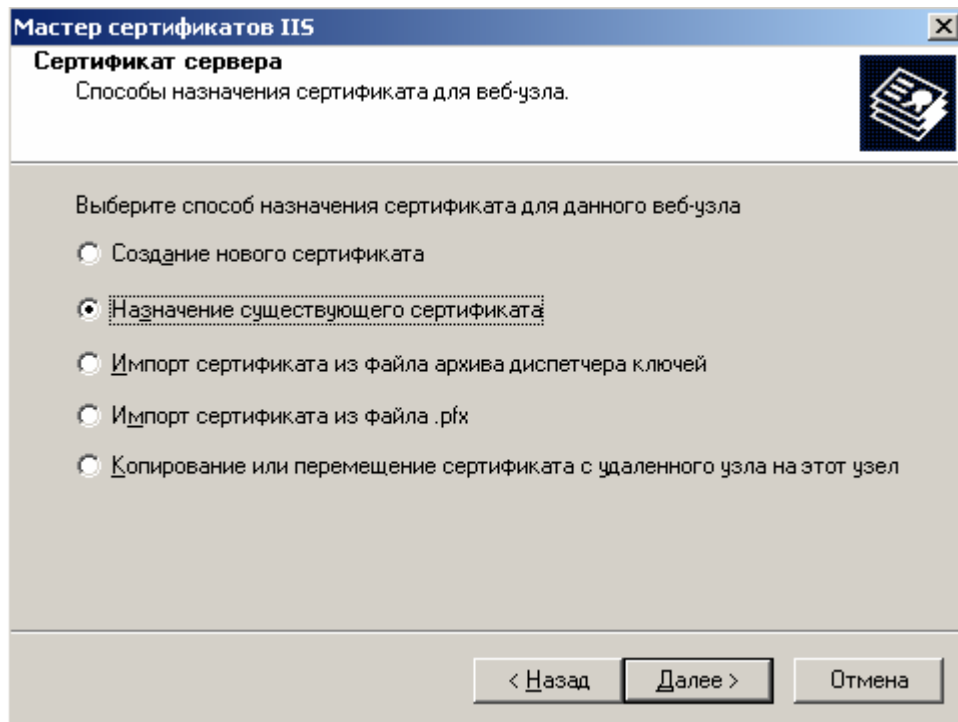 Мастер сертификатов IIS
Сертификат сервера
Способы назначения сертификата для веб-узла.
Выберите способ назначения сертификата для данного веб-узла
Создание нового сертификата
Назначение существующего сертификата
Импорт сертификата из файла архива диспетчера ключей
Импорт сертификата из файла .pfx
Копирование или перемещение сертификата с удаленного узла на этот узел
< Назад Далее > Отмена